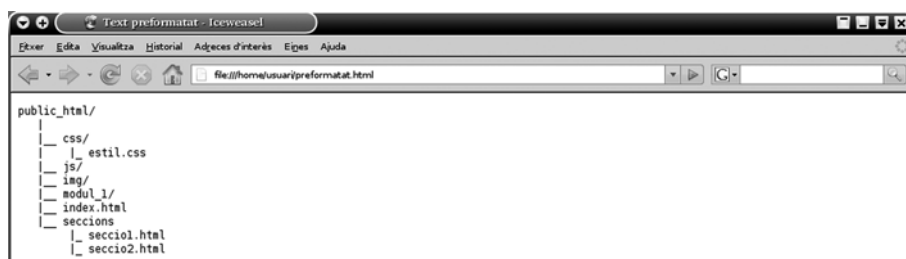 Text preformatat - Iceweasel
Fitxer Edita Visualitza Historial Adreces d'interès Eines Ajuda
file:///home/usuari/preformatat.html
G
public_html/
|
|__ css/
|   |_ estil.css
|__ js/
|__ img/
|__ modul_1/
|__ index.html
|__ seccions
    |_ seccio1.html
    |_ seccio2.html